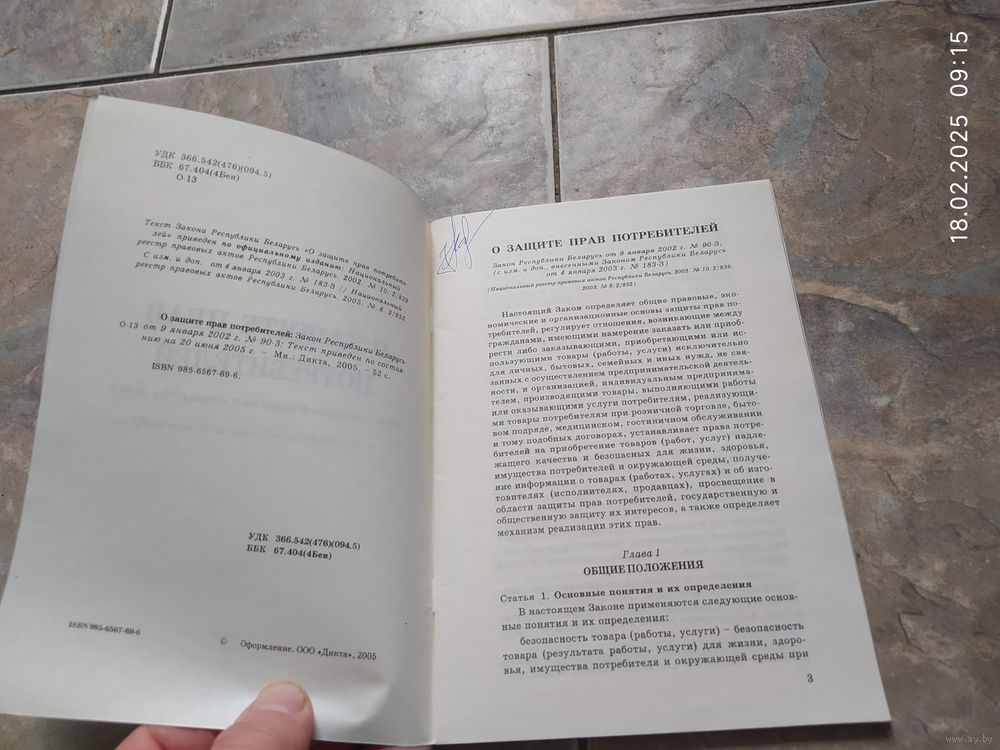 УДК 366.542(476)(094.5)
ББК 67.404(4Беи)
О-13
Текст Закона Республики Беларусь «О защите прав потребите
лей» приведен по официальному изданию: Национальный
реестр правовых актов Республики Беларусь. 2002. № 10, 2/839
С изм. и доп. от 4 января 2003 г. № 183-З // Национальный
реестр правовых актов Республики Беларусь. 2003. № 8, 2/932
О защите прав потребителей: Закон Республики Беларусь
О-13 от 9 января 2002 г. № 90-З: Текст приведен по состоя-
нию на 20 июня 2005 г. – Мн.: Дикта, 2005. – 52 с.
ISBN 985-6567-69-6.
УДК 366.542(476)(094.5)
ББК 67.404(4Беи)
ISBN 985-6567-69-6
© Оформление. ООО «Дикта», 2005
О ЗАЩИТЕ ПРАВ ПОТРЕБИТЕЛЕЙ
Закон Республики Беларусь от 9 января 2002 г. № 90-З,
(с изм. и доп., внесенными Законом Республики Беларусь
от 4 января 2003 г. № 183-З)
(Национальный реестр правовых актов Республики Беларусь. 2002. № 10, 2/839;
2003. № 8, 2/932)
Настоящий Закон определяет общие правовые, эко-
номические и организационные основы защиты прав по-
требителей, регулирует отношения, возникающие между
гражданами, имеющими намерение заказать или приоб-
рести либо заказывающими, приобретающими или ис-
пользующими товары (работы, услуги) исключительно
для личных, бытовых, семейных и иных нужд, не свя-
занных с осуществлением предпринимательской деятель-
ности, и организацией, индивидуальным предпринима-
телем, производящими товары, выполняющими работы
или оказывающими услуги потребителям, реализующи-
ми товары потребителям при розничной торговле, быто-
вом подряде, медицинском, гостиничном обслуживании
и тому подобных договорах, устанавливает права потре-
бителей на приобретение товаров (работ, услуг) надле-
жащего качества и безопасных для жизни, здоровья,
имущества потребителей и окружающей среды, получе-
ние информации о товарах (работах, услугах) и об изго-
товителях (исполнителях, продавцах), просвещение в
области защиты прав потребителей, государственную и
общественную защиту их интересов, а также определяет
механизм реализации этих прав.
Глава 1
ОБЩИЕ ПОЛОЖЕНИЯ
Статья 1. Основные понятия и их определения
В настоящем Законе применяются следующие основ-
ные понятия и их определения:
безопасность товара (работы, услуги) – безопасность
товара (результата работы, услуги) для жизни, здоро-
вья, имущества потребителя и окружающей среды при
3
18.02.2025 09:15
www.ay.by